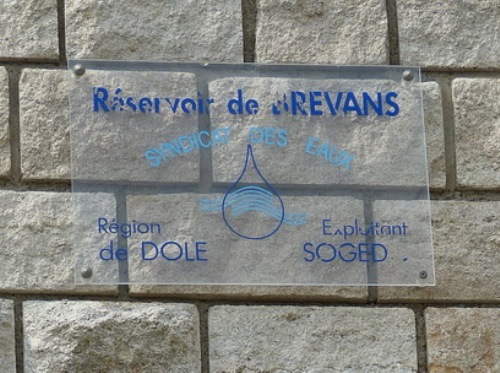 Réservoir de BREVANS
SYNDICAT DES EAUX
Région
de DOLE
Exploitant
SOGED